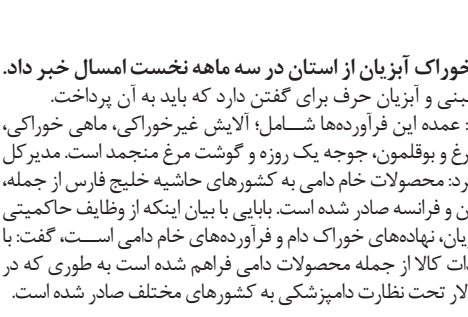 خوراک آبزیان از استان در سه ماهه نخست امسال خبر داد.
بنی و آبزیان حرف برای گفتن دارد که باید به آن پرداخت.
: عمده این فرآورده‌ها شامل؛ آلایش غیرخوراکی، ماهی خوراکی،
رغ و بوقلمون، جوجه یک روزه و گوشت مرغ منجمد است. مدیرکل
رد: محصولات خام دامی به کشورهای حاشیه خلیج فارس از جمله،
ن و فرانسه صادر شده است. بابایی با بیان اینکه از وظایف حاکمیتی
یان، نهاده‌های خوراک دام و فرآورده‌های خام دامی است، گفت: با
ات کالا از جمله محصولات دامی فراهم شده است به طوری که در
لار تحت نظارت دامپزشکی به کشورهای مختلف صادر شده است.